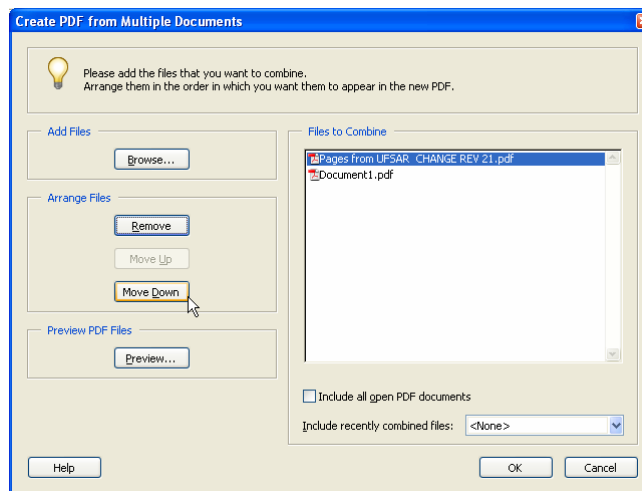 Create PDF from Multiple Documents
Please add the files that you want to combine.
Arrange them in the order in which you want them to appear in the new PDF.
Add Files
Browse...
Arrange Files
Remove
Move Up
Move Down
Preview PDF Files
Preview...
Files to Combine
Pages from UFSAR  CHANGE REV 21.pdf
Document1.pdf
Include all open PDF documents
Include recently combined files: <None>
Help
OK
Cancel